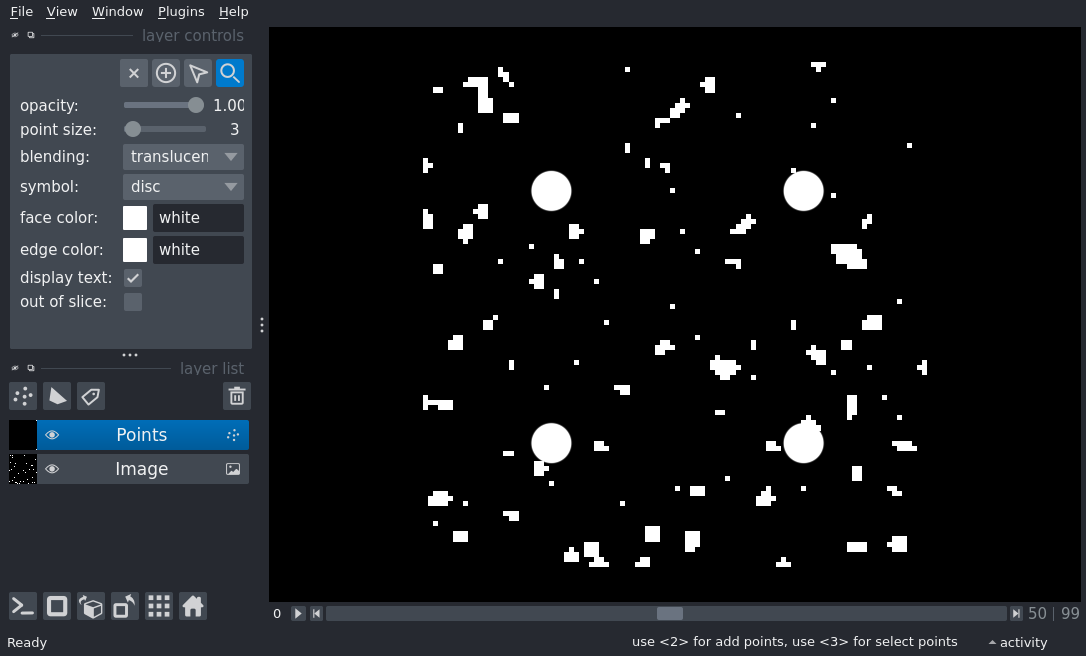 File View Window Plugins Help
layer controls
opacity: 1.00
point size: 3
blending: translucen
symbol: disc
face color: white
edge color: white
display text:
out of slice:
layer list
Points
Image
0 50 | 99
Ready use <2> for add points, use <3> for select points activity